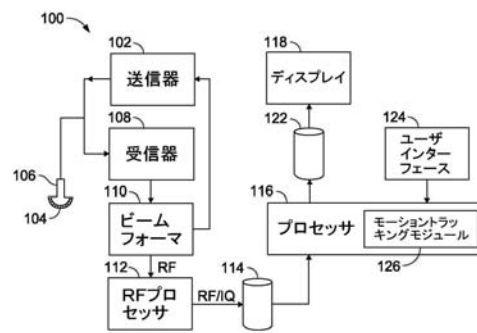 100
102
送信器
108
受信器
106
104
110
ビーム
フォーマ
RF
112
RFプロ
セッサ
RF/IQ
114
118
ディスプレイ
122
124
ユーザ
インター
フェース
116
プロセッサ
モーショントラッ
キングモジュール
126